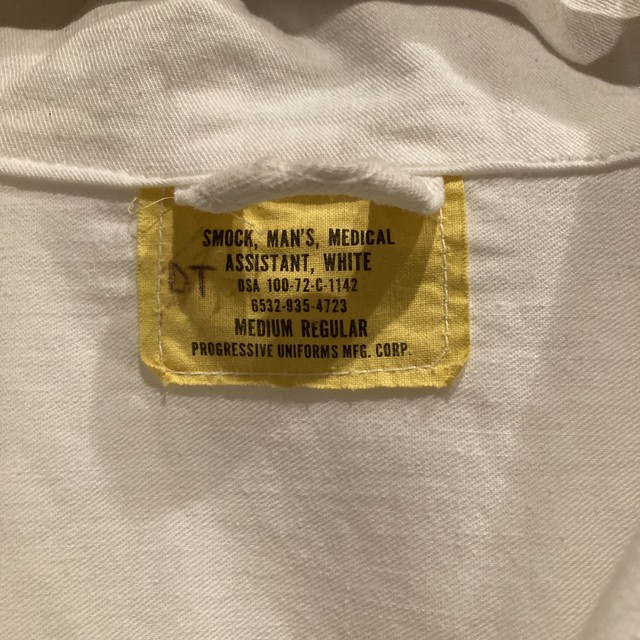 SMOCK, MAN'S, MEDICAL
ASSISTANT, WHITE
DT
DSA 100-72-C-1142
6532-935-4723
MEDIUM REGULAR
PROGRESSIVE UNIFORMS MFG. CORP.